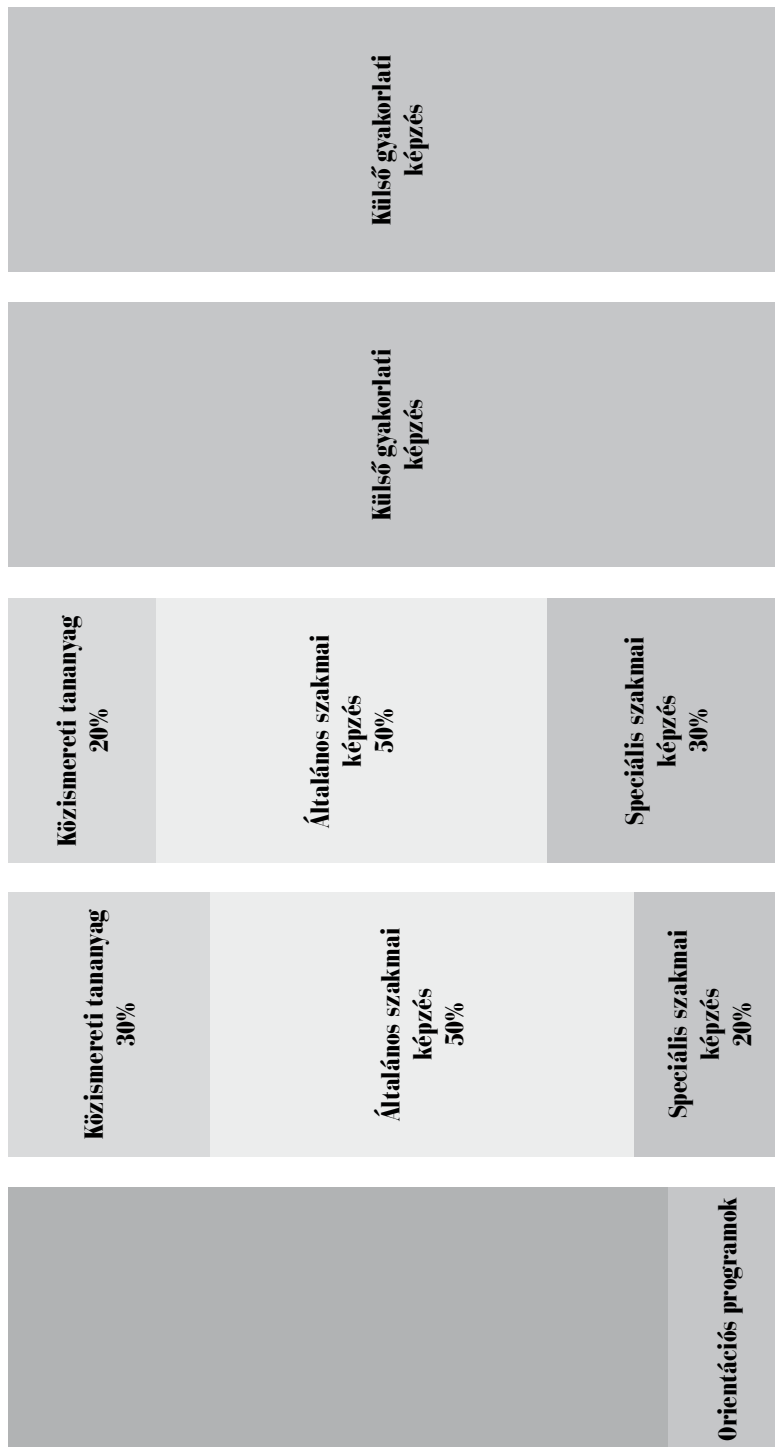 Orientációs programok
Közismereti tananyag
30%
Általános szakmai
képzés
50%
Speciális szakmai
képzés
20%
Közismereti tananyag
20%
Általános szakmai
képzés
50%
Speciális szakmai
képzés
30%
Külső gyakorlati
képzés
Külső gyakorlati
képzés